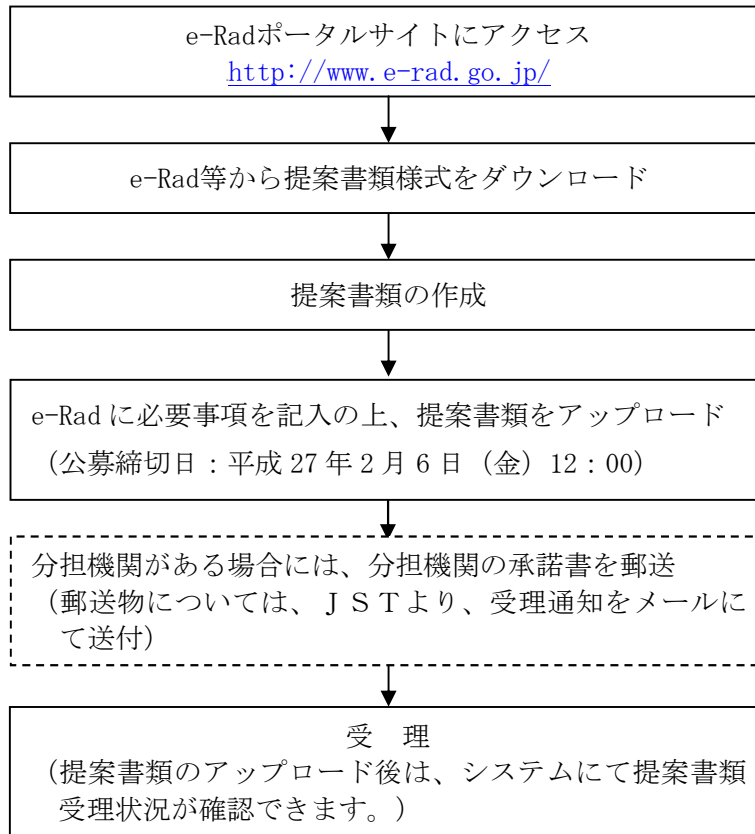 e-Radポータルサイトにアクセス
http://www.e-rad.go.jp/
e-Rad等から提案書類様式をダウンロード
提案書類の作成
e-Rad に必要事項を記入の上、提案書類をアップロード
（公募締切日：平成 27 年 2 月 6 日（金）12：00）
分担機関がある場合には、分担機関の承諾書を郵送
（郵送物については、ＪＳＴより、受理通知をメールに
て送付）
受　理
（提案書類のアップロード後は、システムにて提案書類
受理状況が確認できます。）